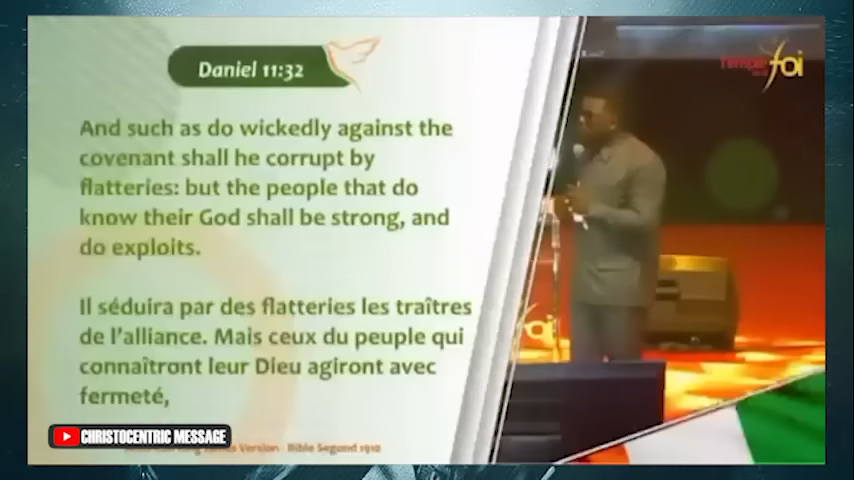 Daniel 11:32
And such as do wickedly against the
covenant shall he corrupt by
flatteries: but the people that do
know their God shall be strong, and
do exploits.
Il séduira par des flatteries les traîtres
de l'alliance. Mais ceux du peuple qui
connaîtront leur Dieu agiront avec
fermeté,
CHRISTOCENTRIC MESSAGE
Version - Bible Segond 1910
Temple
foi